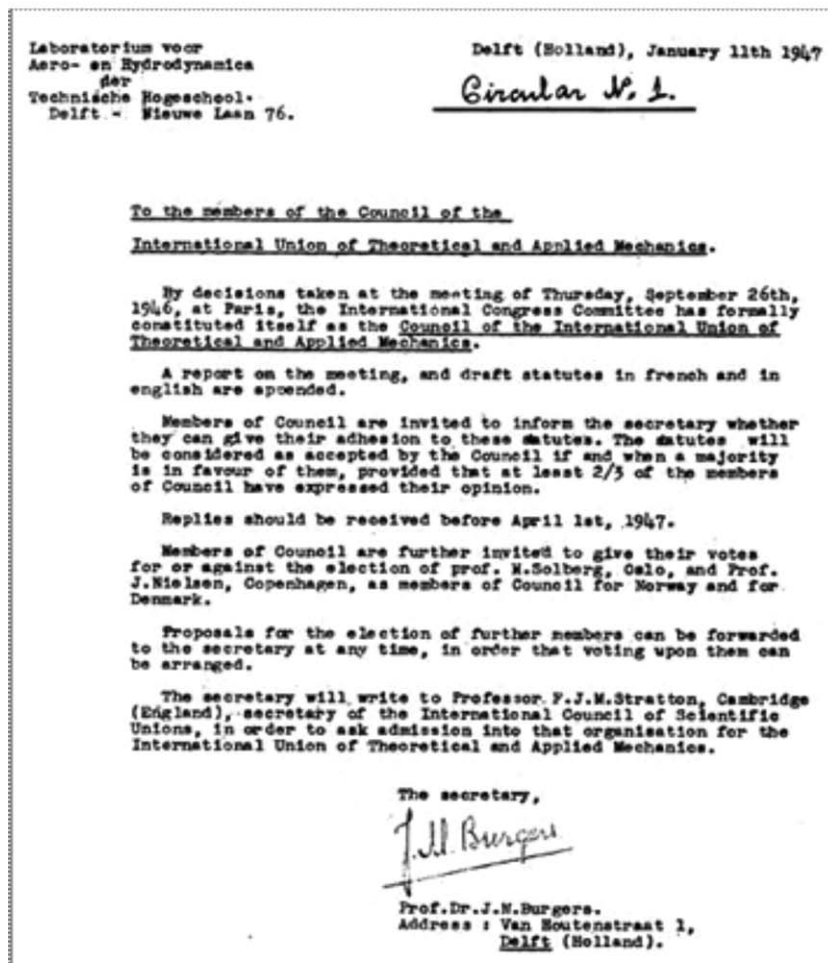 Laboratorium voor
Aero- en Hydrodynamica
der
Technische Hogeschool.
Delft - Nieuwe Laan 76.
Delft (Holland), January 11th 1947
Circular N. 1.
To the members of the Council of the
International Union of Theoretical and Applied Mechanics.
By decisions taken at the meeting of Thursday, September 26th,
1946, at Paris, the International Congress Committee has formally
constituted itself as the Council of the International Union of
Theoretical and Applied Mechanics.
A report on the meeting, and draft statutes in french and in
english are appended.
Members of Council are invited to inform the secretary whether
they can give their adhesion to these statutes. The statutes will
be considered as accepted by the Council if and when a majority
is in favour of them, provided that at least 2/3 of the members
of Council have expressed their opinion.
Replies should be received before April 1st, 1947.
Members of Council are further invited to give their votes
for or against the election of prof. H.Solberg, Oslo, and Prof.
J.Nielsen, Copenhagen, as members of Council for Norway and for
Denmark.
Proposals for the election of further members can be forwarded
to the secretary at any time, in order that voting upon them can
be arranged.
The secretary will write to Professor F.J.M.Stratton, Cambridge
(England), secretary of the International Council of Scientific
Unions, in order to ask admission into that organisation for the
International Union of Theoretical and Applied Mechanics.
The secretary,
J.M. Burgers
Prof.Dr.J.M.Burgers.
Address : Van Houtenstraat 1,
Delft (Holland).